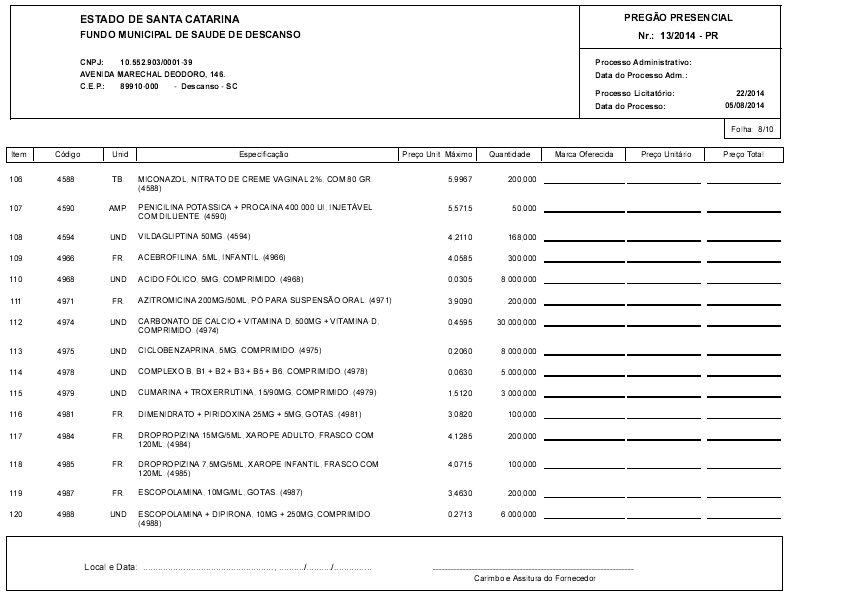 ESTADO DE SANTA CATARINA
FUNDO MUNICIPAL DE SAUDE DE DESCANSO
CNPJ: 10.552.903/0001-39
AVENIDA MARECHAL DEODORO, 146.
C.E.P.: 89910-000 - Descanso - SC
PREGÃO PRESENCIAL
Nr.: 13/2014 - PR
Processo Administrativo:
Data do Processo Adm.:
Processo Licitatório: 22/2014
Data do Processo: 05/08/2014
Folha: 8/10
Item Código Unid Especificação Preço Unit. Máximo Quantidade Marca Oferecida Preço Unitário Preço Total
106 4588 TB. MICONAZOL, NITRATO DE CREME VAGINAL 2%, COM 80 GR. 5,9967 200,000
(4588)
107 4590 AMP. PENICILINA POTASSICA + PROCAINA 400 000 UI, INJETÁVEL 5,5715 50,000
COM DILUENTE. (4590)
108 4594 UND VILDAGLIPTINA 50MG. (4594) 4,2110 168,000
109 4966 FR. ACEBROFILINA, 5ML, INFANTIL. (4966) 4,0585 300,000
110 4968 UND ACIDO FÓLICO, 5MG, COMPRIMIDO. (4968) 0,0305 8 000,000
111 4971 FR. AZITROMICINA 200MG/50ML, PÓ PARA SUSPENSÃO ORAL. (4971) 3,9090 200,000
112 4974 UND CARBONATO DE CALCIO + VITAMINA D, 500MG + VITAMINA D, 0,4595 30 000,000
COMPRIMIDO. (4974)
113 4975 UND CICLOBENZAPRINA, 5MG, COMPRIMIDO. (4975) 0,2060 8 000,000
114 4978 UND COMPLEXO B, B1 + B2 + B3 + B5 + B6, COMPRIMIDO. (4978) 0,0630 5 000,000
115 4979 UND CUMARINA + TROXERRUTINA, 15/90MG, COMPRIMIDO. (4979) 1,5120 3 000,000
116 4981 FR. DIMENIDRATO + PIRIDOXINA 25MG + 5MG, GOTAS. (4981) 3,0820 100,000
117 4984 FR. DROPROPIZINA 15MG/5ML, XAROPE ADULTO, FRASCO COM 4,1285 200,000
120ML. (4984)
118 4985 FR. DROPROPIZINA 7,5MG/5ML, XAROPE INFANTIL, FRASCO COM 4,0715 100,000
120ML. (4985)
119 4987 FR. ESCOPOLAMINA, 10MG/ML, GOTAS. (4987) 3,4630 200,000
120 4988 UND ESCOPOLAMINA + DIPIRONA, 10MG + 250MG, COMPRIMIDO. 0,2713 6 000,000
(4988)
Local e Data: ................................................, ........./........./..............
Carimbo e Assitura do Fornecedor